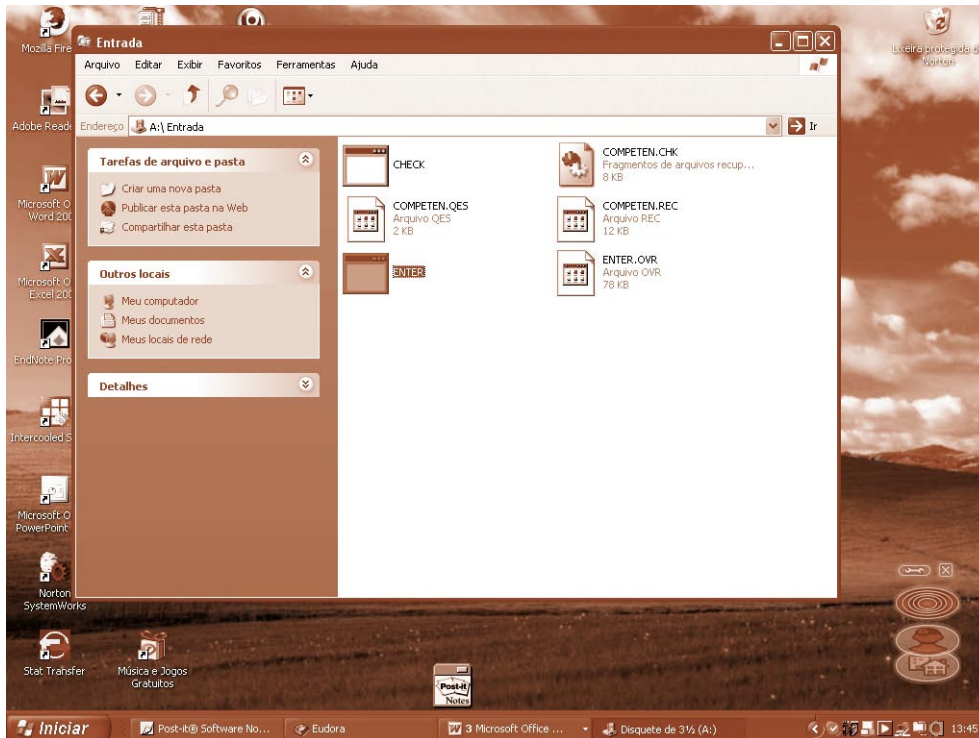 Mozilla Fire
Entrada
Lixeira protegida
Norton
Arquivo Editar Exibir Favoritos Ferramentas Ajuda
Adobe Reade
Endereço A:\Entrada Ir
Tarefas de arquivo e pasta
Criar uma nova pasta
Publicar esta pasta na Web
Compartilhar esta pasta
CHECK
COMPETEN.CHK
Fragmentos de arquivos recup...
8 KB
COMPETEN.QES
Arquivo QES
2 KB
COMPETEN.REC
Arquivo REC
12 KB
ENTER
ENTER.OVR
Arquivo OVR
78 KB
Microsoft O
Word 200
Outros locais
Meu computador
Meus documentos
Meus locais de rede
Microsoft O
Excel 200
EndNote Pro
Detalhes
Intercooled S
Microsoft O
PowerPoint
Norton
SystemWorks
Stat Transfer
Música e Jogos
Gratuitos
Post-it
Notes
Iniciar
Post-it® Software No...
Eudora
3 Microsoft Office ...
Disquete de 3½ (A:)
13:45